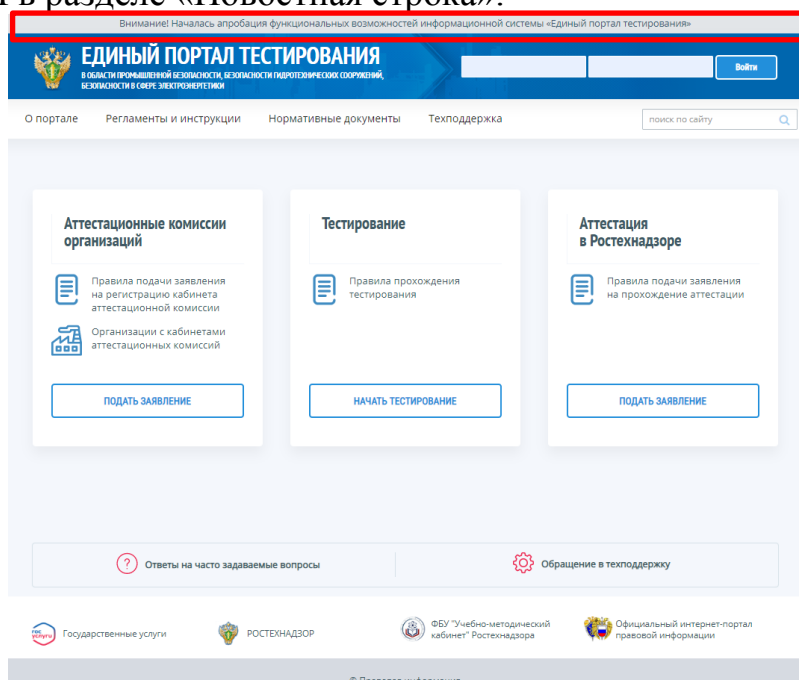 в разделе «Новостная строка».
Внимание! Началась апробация функциональных возможностей информационной системы «Единый портал тестирования»
ЕДИНЫЙ ПОРТАЛ ТЕСТИРОВАНИЯ
В ОБЛАСТИ ПРОМЫШЛЕННОЙ БЕЗОПАСНОСТИ, БЕЗОПАСНОСТИ ГИДРОТЕХНИЧЕСКИХ СООРУЖЕНИЙ,
БЕЗОПАСНОСТИ В СФЕРЕ ЭЛЕКТРОЭНЕРГЕТИКИ
Войти
О портале Регламенты и инструкции Нормативные документы Техподдержка поиск по сайту
Аттестационные комиссии
организаций
Правила подачи заявления
на регистрацию кабинета
аттестационной комиссии
Организации с кабинетами
аттестационных комиссий
ПОДАТЬ ЗАЯВЛЕНИЕ
Тестирование
Правила прохождения
тестирования
НАЧАТЬ ТЕСТИРОВАНИЕ
Аттестация
в Ростехнадзоре
Правила подачи заявления
на прохождение аттестации
ПОДАТЬ ЗАЯВЛЕНИЕ
Ответы на часто задаваемые вопросы
Обращение в техподдержку
гос
услуги
Государственные услуги
РОСТЕХНАДЗОР
ФБУ "Учебно-методический
кабинет" Ростехнадзора
Официальный интернет-портал
правовой информации